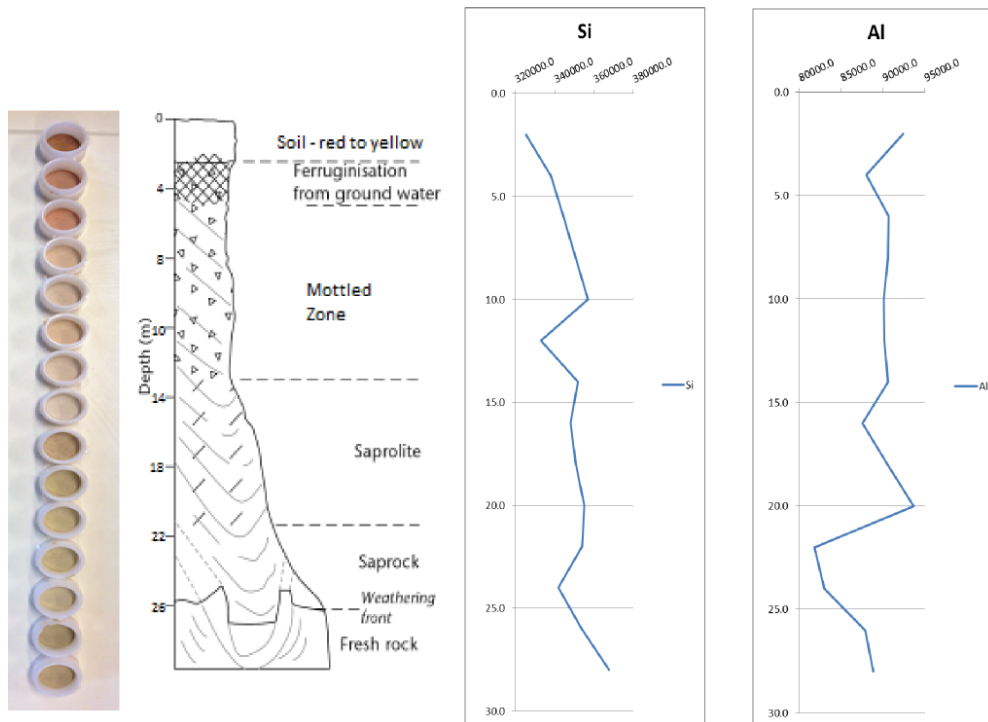 0
4
8
10
14
18
22
26
Depth (m)
Soil - red to yellow
Ferruginisation
from ground water
Mottled
Zone
Saprolite
Saprock
Weathering
front
Fresh rock
Si
320000.0
340000.0
360000.0
380000.0
0.0
5.0
10.0
15.0
20.0
25.0
30.0
Si
Al
80000.0
85000.0
90000.0
95000.0
0.0
5.0
10.0
15.0
20.0
25.0
30.0
Al